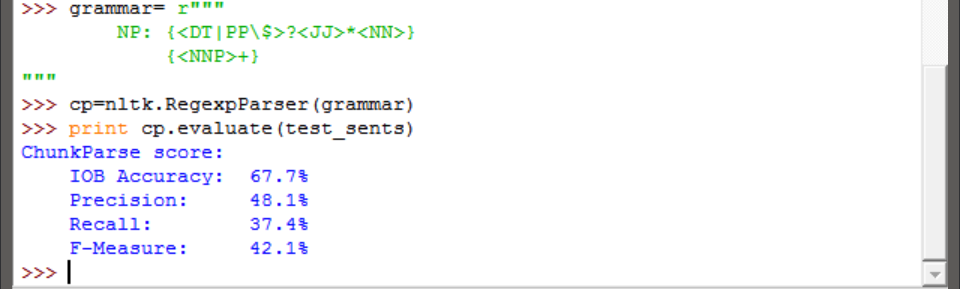 >>> grammar= r"""
        NP: {<DT|PP\$>?<JJ>*<NN>}
            {<NNP>+}
"""
>>> cp=nltk.RegexpParser(grammar)
>>> print cp.evaluate(test_sents)
ChunkParse score:
    IOB Accuracy:  67.7%
    Precision:     48.1%
    Recall:        37.4%
    F-Measure:     42.1%
>>>